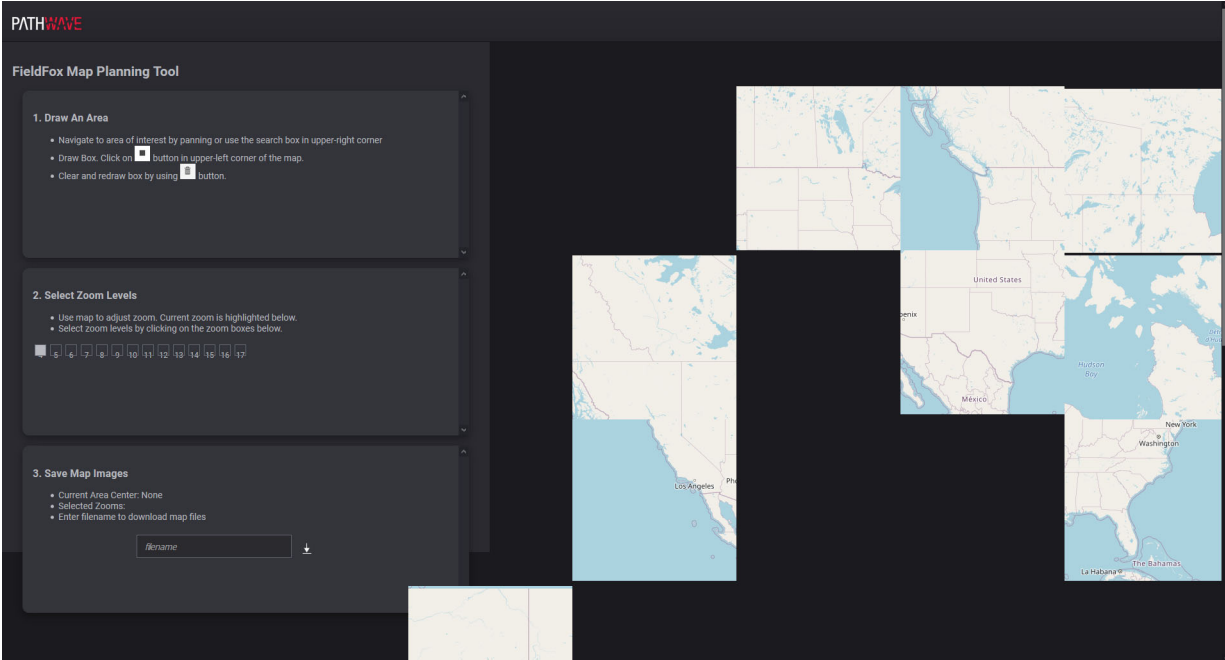 PATHWAVE
FieldFox Map Planning Tool
1. Draw An Area
• Navigate to area of interest by panning or use the search box in upper-right corner
• Draw Box. Click on button in upper-left corner of the map.
• Clear and redraw box by using button.
2. Select Zoom Levels
• Use map to adjust zoom. Current zoom is highlighted below.
• Select zoom levels by clicking on the zoom boxes below.
5 6 7 8 9 10 11 12 13 14 15 16 17
3. Save Map Images
• Current Area Center: None
• Selected Zooms:
• Enter filename to download map files
filename
United States
México
Hudson
Bay
New York
Washington
Los Angeles
The Bahamas
La Habana